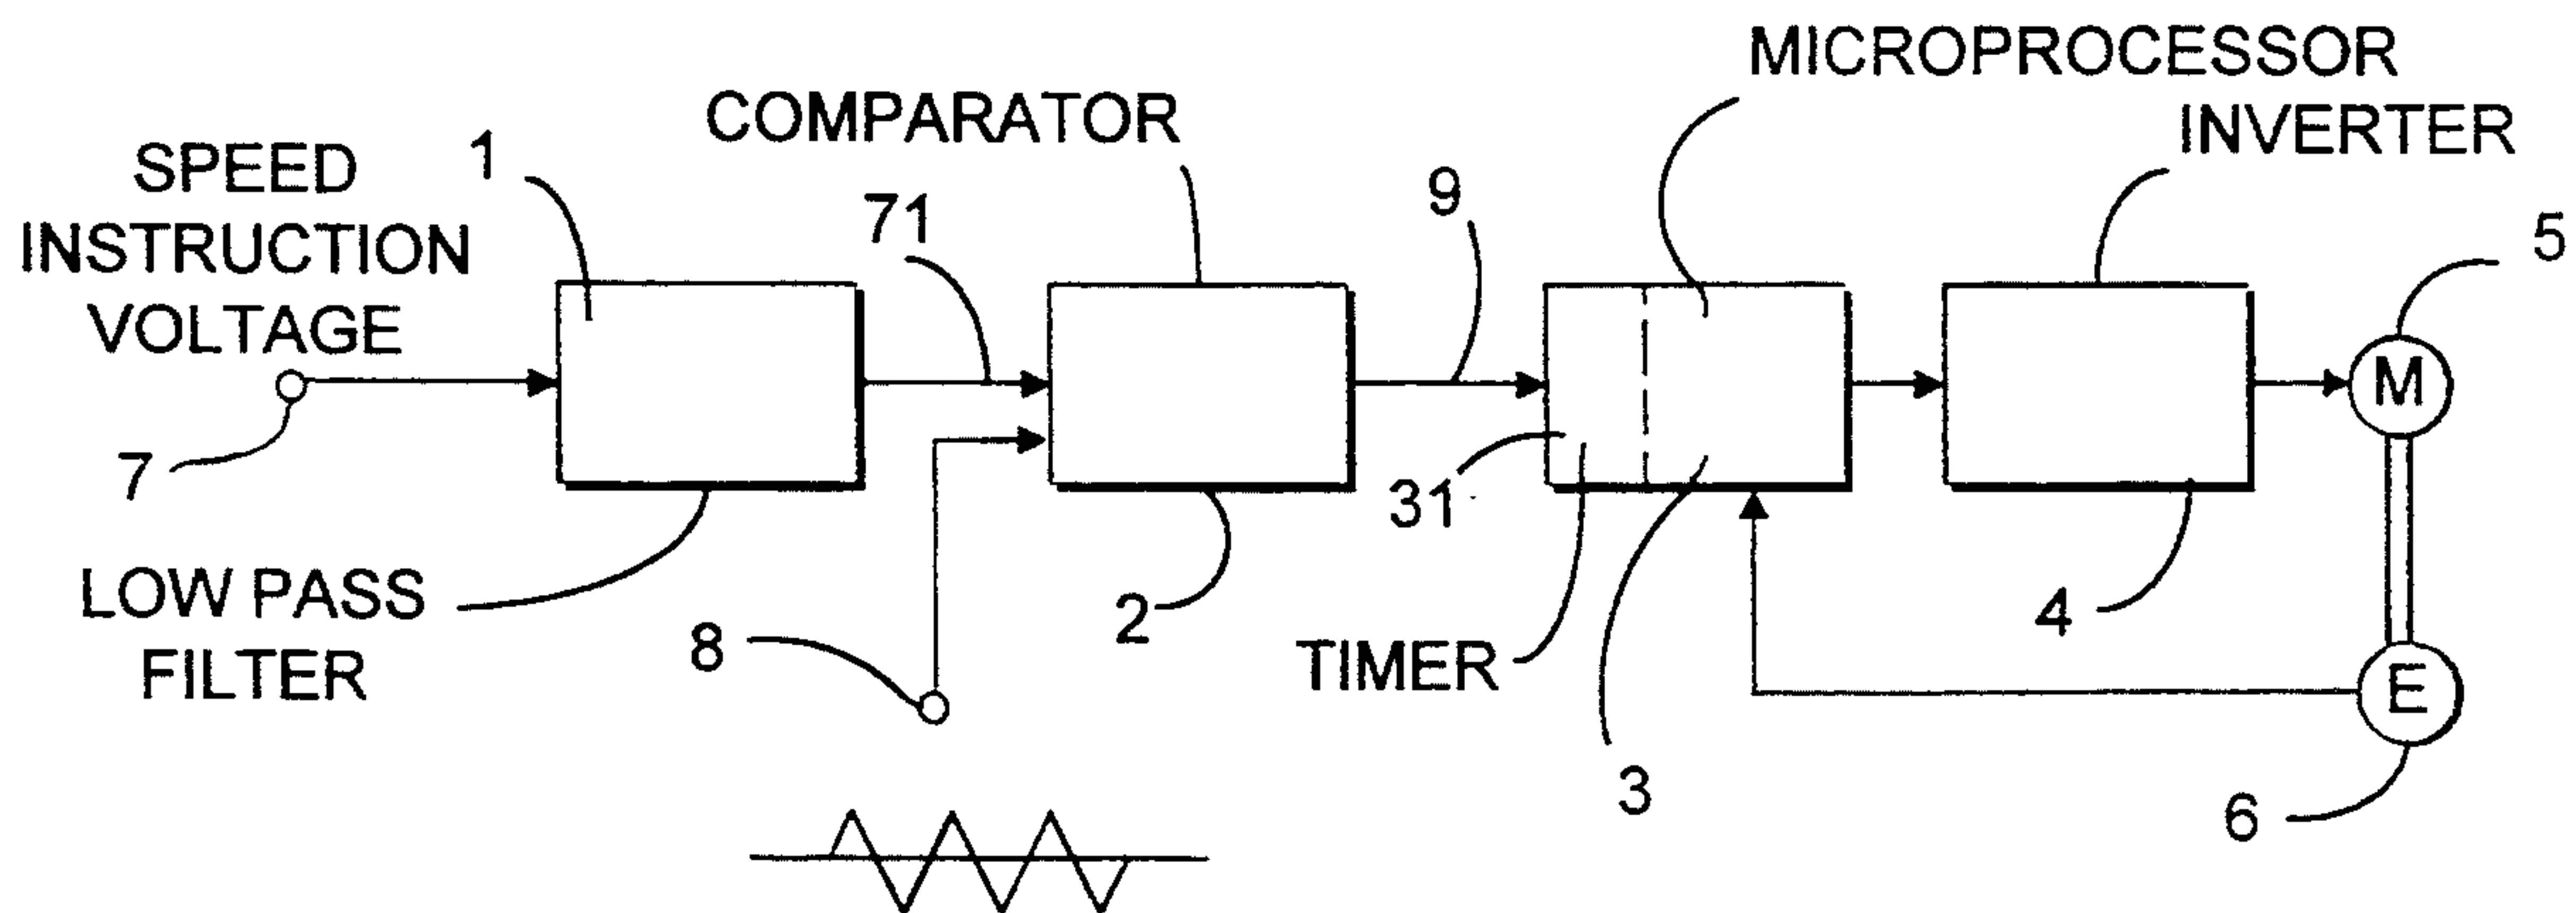 MICROPROCESSOR
COMPARATOR
INVERTER
SPEED
INSTRUCTION
VOLTAGE
1
71
9
5
M
7
31
LOW PASS
FILTER
8
2
TIMER
3
4
E
6